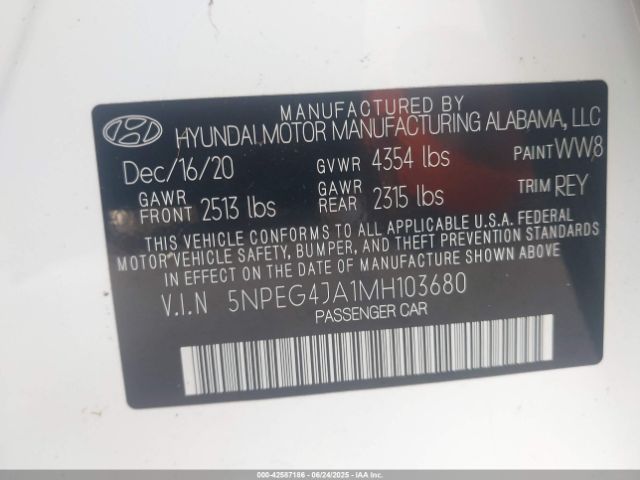 MANUFACTURED BY
HYUNDAI MOTOR MANUFACTURING ALABAMA, LLC
Dec/16/20 GVWR 4354 lbs PAINT WW8
GAWR FRONT 2513 lbs GAWR REAR 2315 lbs TRIM REY
THIS VEHICLE CONFORMS TO ALL APPLICABLE U.S.A. FEDERAL
MOTOR VEHICLE SAFETY, BUMPER, AND THEFT PREVENTION STANDARDS
IN EFFECT ON THE DATE OF MANUFACTURE SHOWN ABOVE.
V.I.N 5NPEG4JA1MH103680
PASSENGER CAR
000-42587186 - 06/24/2025 - IAAI.COM